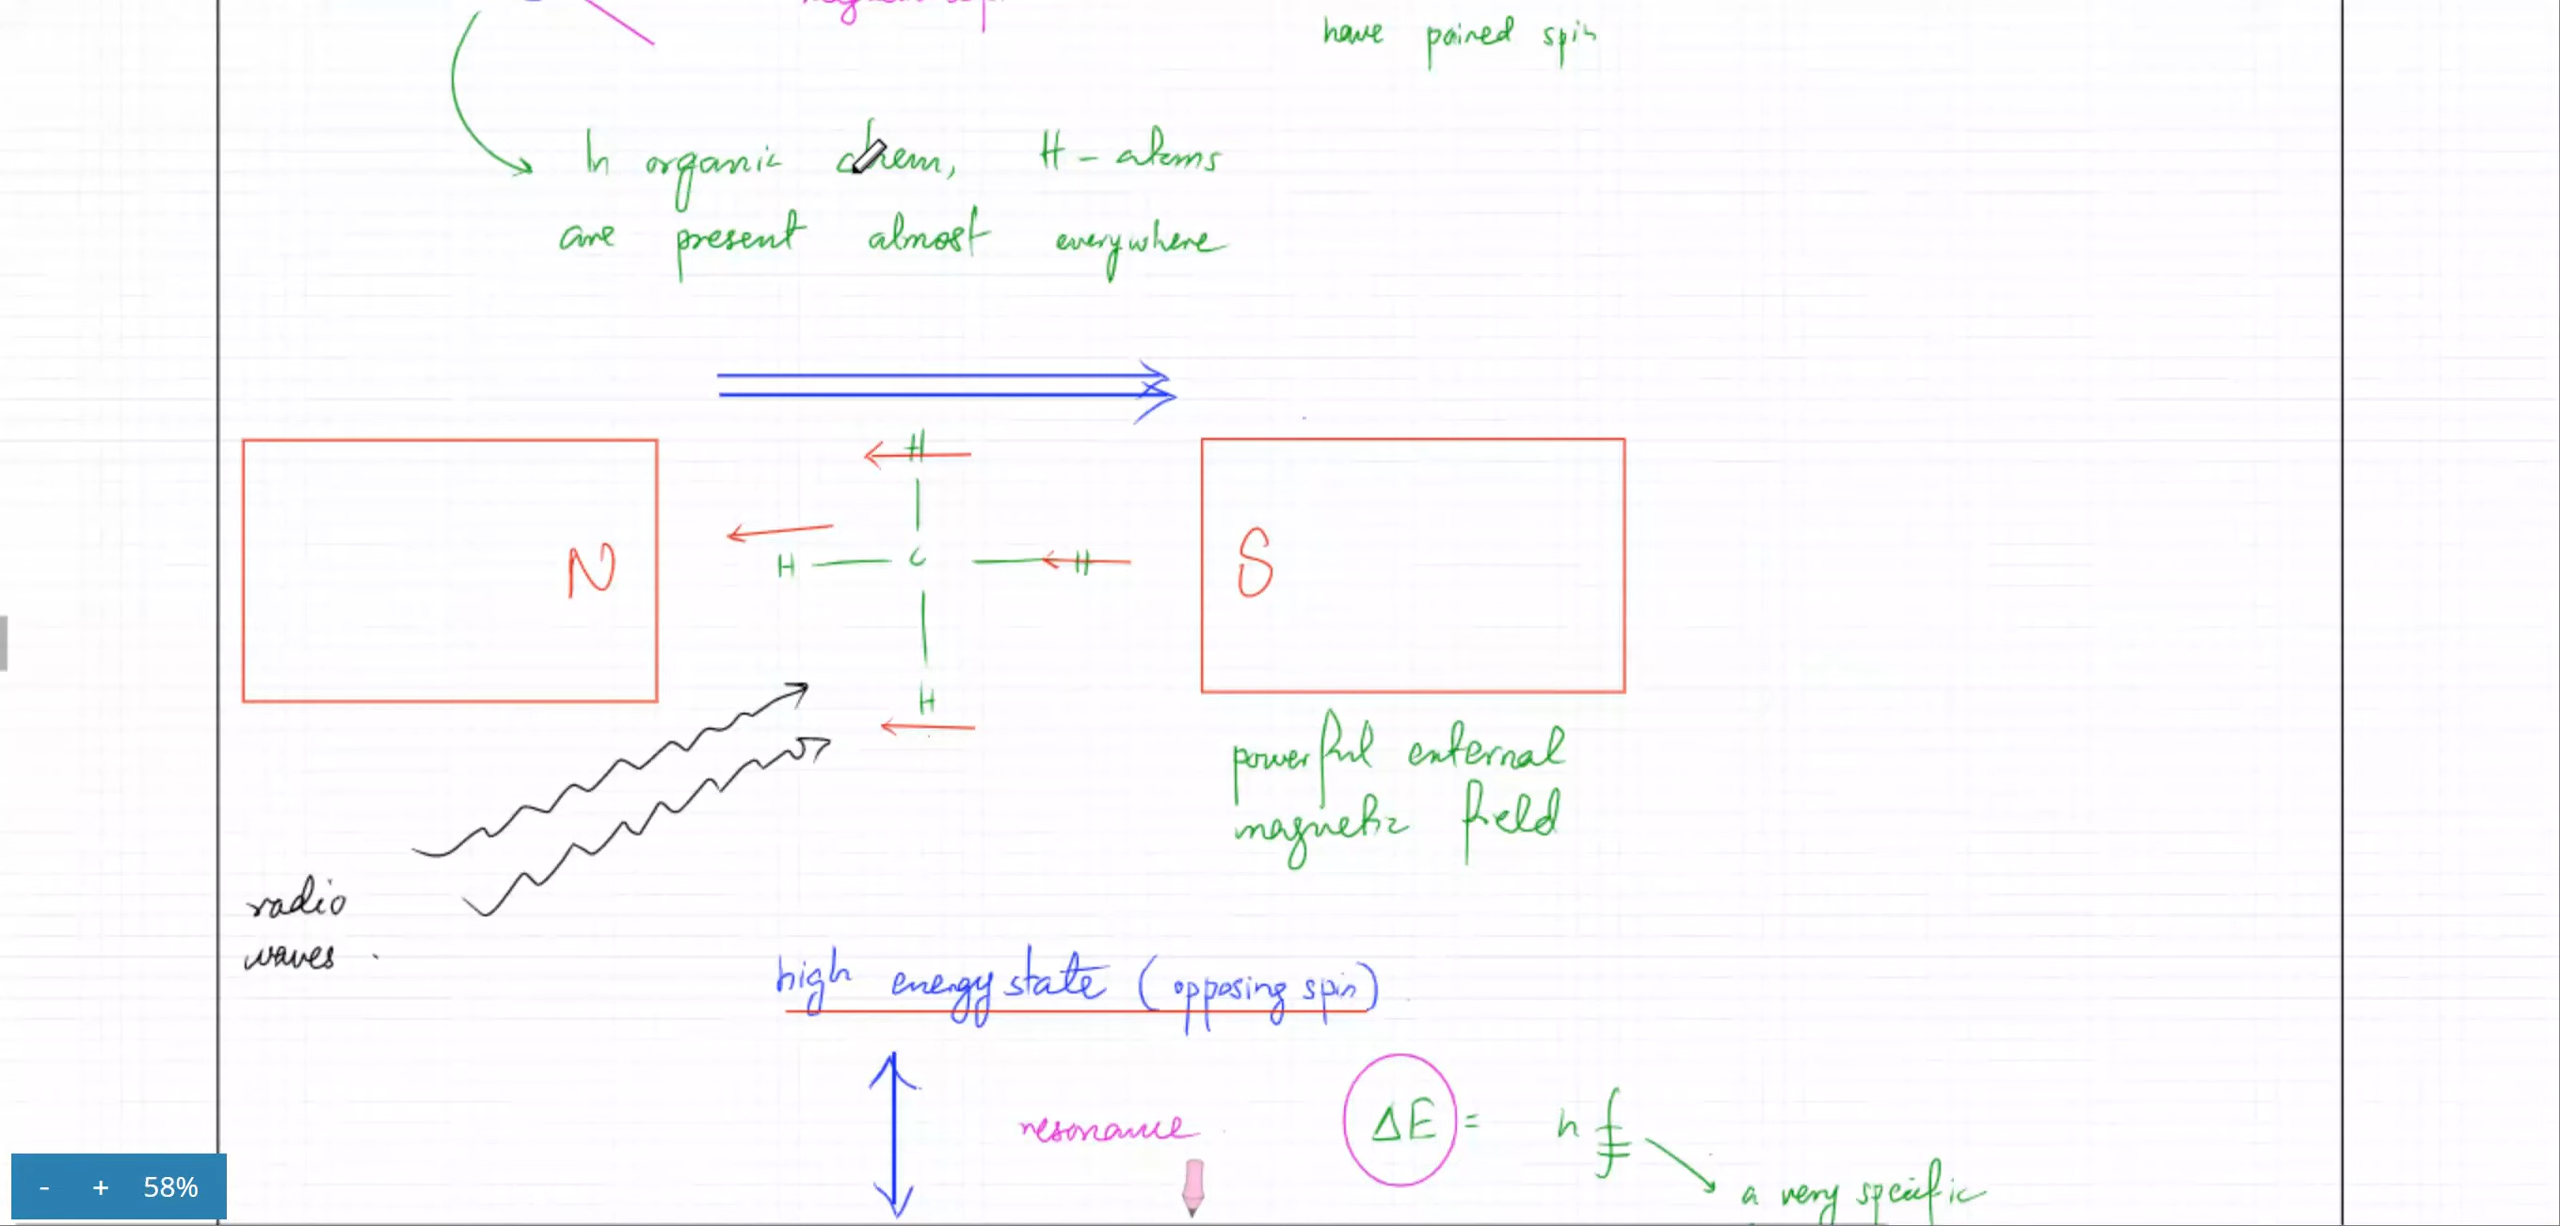 have paired spin
In organic chem, H - atoms
are present almost everywhere
H
H C H
H
N
S
powerful external
magnetic field
radio
waves .
high energy state (opposing spin)
resonance
ΔE = h f
a very specific
- + 58%